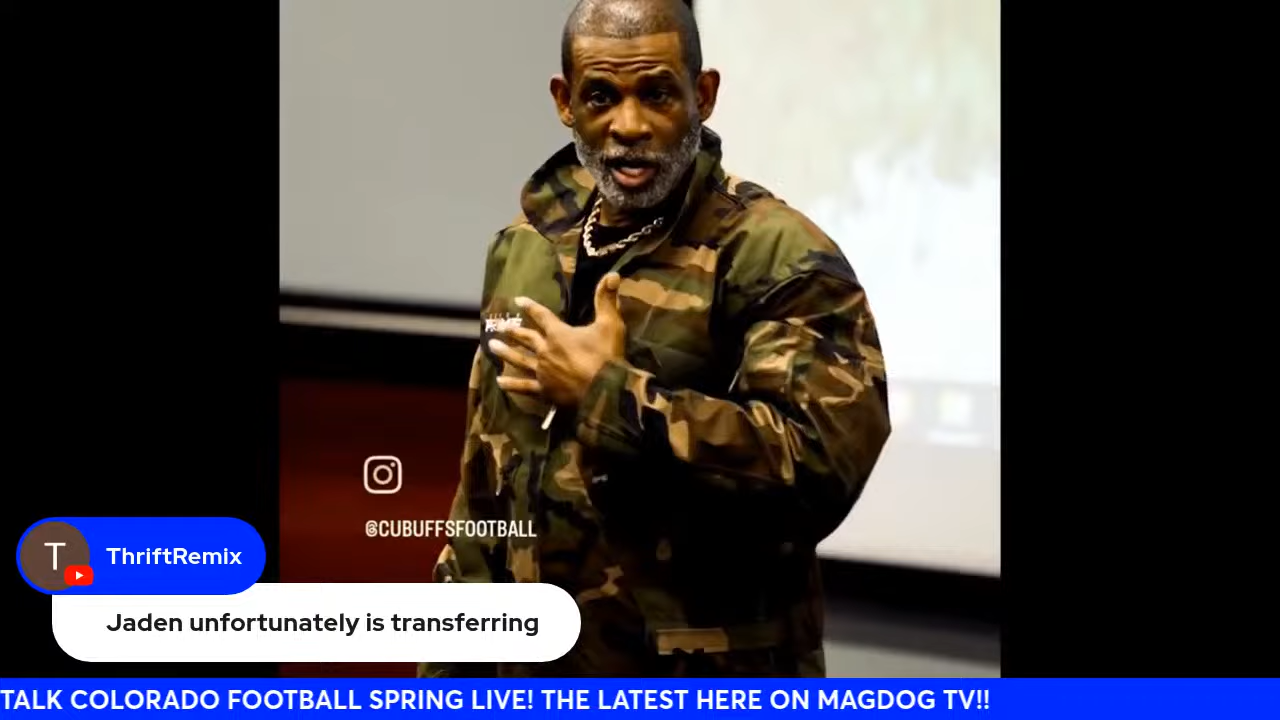 @CUBUFFSFOOTBALL
T
ThriftRemix
Jaden unfortunately is transferring
TALK COLORADO FOOTBALL SPRING LIVE! THE LATEST HERE ON MAGDOG TV!!